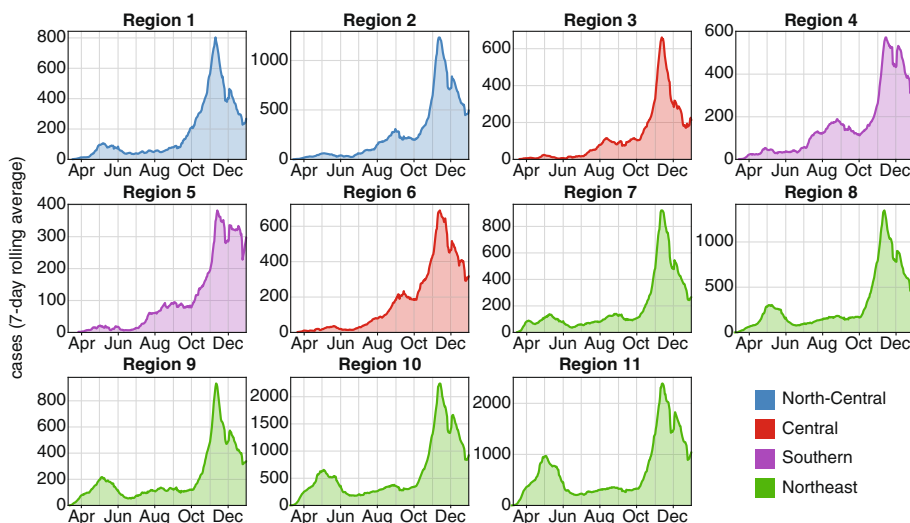 Region 1
Region 2
Region 3
Region 4
800
600
400
200
0
1000
500
0
600
400
200
0
600
400
200
0
Apr Jun Aug Oct Dec
Apr Jun Aug Oct Dec
Apr Jun Aug Oct Dec
Apr Jun Aug Oct Dec
cases (7-day rolling average)
Region 5
Region 6
Region 7
Region 8
400
300
200
100
0
600
400
200
0
800
600
400
200
0
1000
500
0
Apr Jun Aug Oct Dec
Apr Jun Aug Oct Dec
Apr Jun Aug Oct Dec
Apr Jun Aug Oct Dec
Region 9
Region 10
Region 11
800
600
400
200
0
2000
1500
1000
500
0
2000
1000
0
Apr Jun Aug Oct Dec
Apr Jun Aug Oct Dec
Apr Jun Aug Oct Dec
North-Central
Central
Southern
Northeast